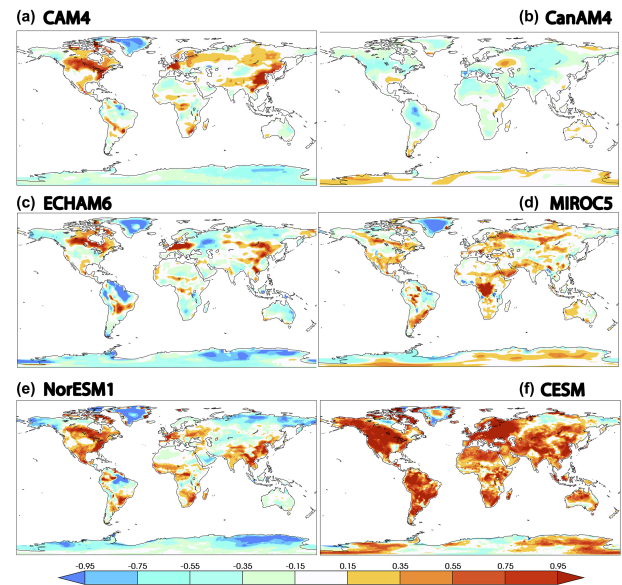 (a) CAM4
(b) CanAM4
(c) ECHAM6
(d) MIROC5
(e) NorESM1
(f) CESM
-0.95 -0.75 -0.55 -0.35 -0.15 0.15 0.35 0.55 0.75 0.95